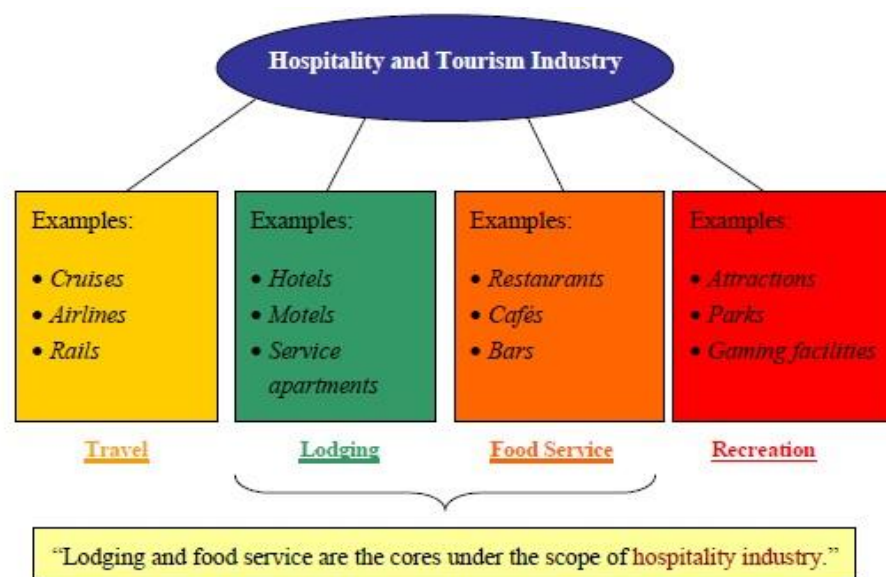 Hospitality and Tourism Industry
Examples:
• Cruises
• Airlines
• Rails
Examples:
• Hotels
• Motels
• Service
apartments
Examples:
• Restaurants
• Cafés
• Bars
Examples:
• Attractions
• Parks
• Gaming facilities
Travel
Lodging
Food Service
Recreation
“Lodging and food service are the cores under the scope of hospitality industry.”